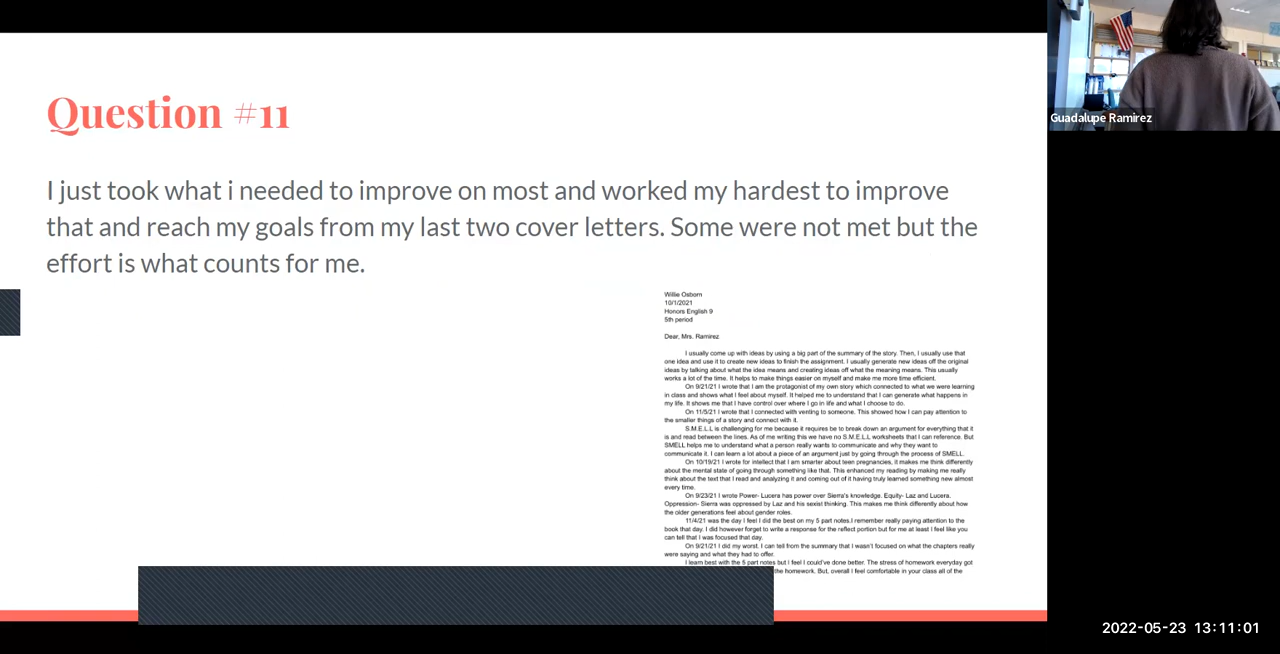 Question #11
I just took what i needed to improve on most and worked my hardest to improve
that and reach my goals from my last two cover letters. Some were not met but the
effort is what counts for me.
Willie Osborn
10/1/2021
Honors English 9
5th period
Dear, Mrs. Ramirez
I usually come up with ideas by using a big part of the summary of the story. Then, I usually use that
one idea and use it to create new ideas to finish the assignment. I usually generate new ideas off the original
ideas by talking about what the idea means and creating ideas off what the meaning means. This usually
works a lot of the time. It helps to make things easier on myself and make me more time efficient.
On 9/21/21 I wrote that I am the protagonist of my own story which connected to what we were learning
in class and shows what I feel about myself. It helped me to understand that I can generate what happens in
my life. It shows me that I have control over where I go in life and what I choose to do.
On 11/5/21 I wrote that I connected with venting to someone. This showed how I can pay attention to
the smaller things of a story and connect with it.
S.M.E.L.L is challenging for me because it requires be to break down an argument for everything that it
is and read between the lines. As of me writing this we have no S.M.E.L.L worksheets that I can reference. But
SMELL helps me to understand what a person really wants to communicate and why they want to
communicate it. I can learn a lot about a piece of an argument just by going through the process of SMELL.
On 10/19/21 I wrote for intellect that I am smarter about teen pregnancies, it makes me think differently
about the mental state of going through something like that. This enhanced my reading by making me really
think about the text that I read and analyzing it and coming out of it having truly learned something new almost
every time.
On 9/23/21 I wrote Power- Lucera has power over Sierra's knowledge. Equity- Laz and Lucera.
Oppression- Sierra was oppressed by Laz and his sexist thinking. This makes me think differently about how
the older generations feel about gender roles.
11/4/21 was the day I feel I did the best on my 5 part notes.I remember really paying attention to the
book that day. I did however forget to write a response for the reflect portion but for me at least I feel like you
can tell that I was focused that day.
On 9/21/21 I did my worst. I can tell from the summary that I wasn't focused on what the chapters really
were saying and what they had to offer.
I learn best with the 5 part notes but i feel I could've done better. The stress of homework everyday got
the homework. But, overall I feel comfortable in your class all of the
Guadalupe Ramirez
2022-05-23 13:11:01